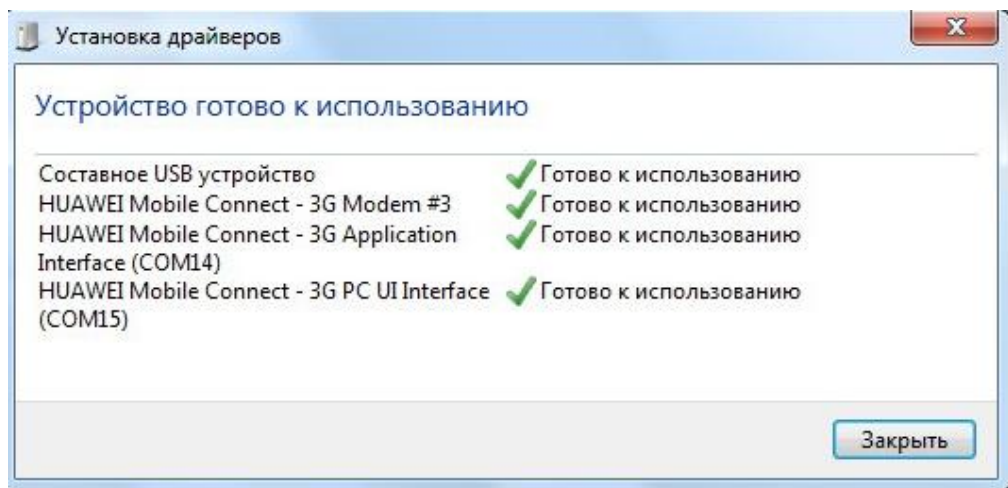 Установка драйверов
Устройство готово к использованию
Составное USB устройство Готово к использованию
HUAWEI Mobile Connect - 3G Modem #3 Готово к использованию
HUAWEI Mobile Connect - 3G Application Готово к использованию
Interface (COM14)
HUAWEI Mobile Connect - 3G PC UI Interface Готово к использованию
(COM15)
Закрыть